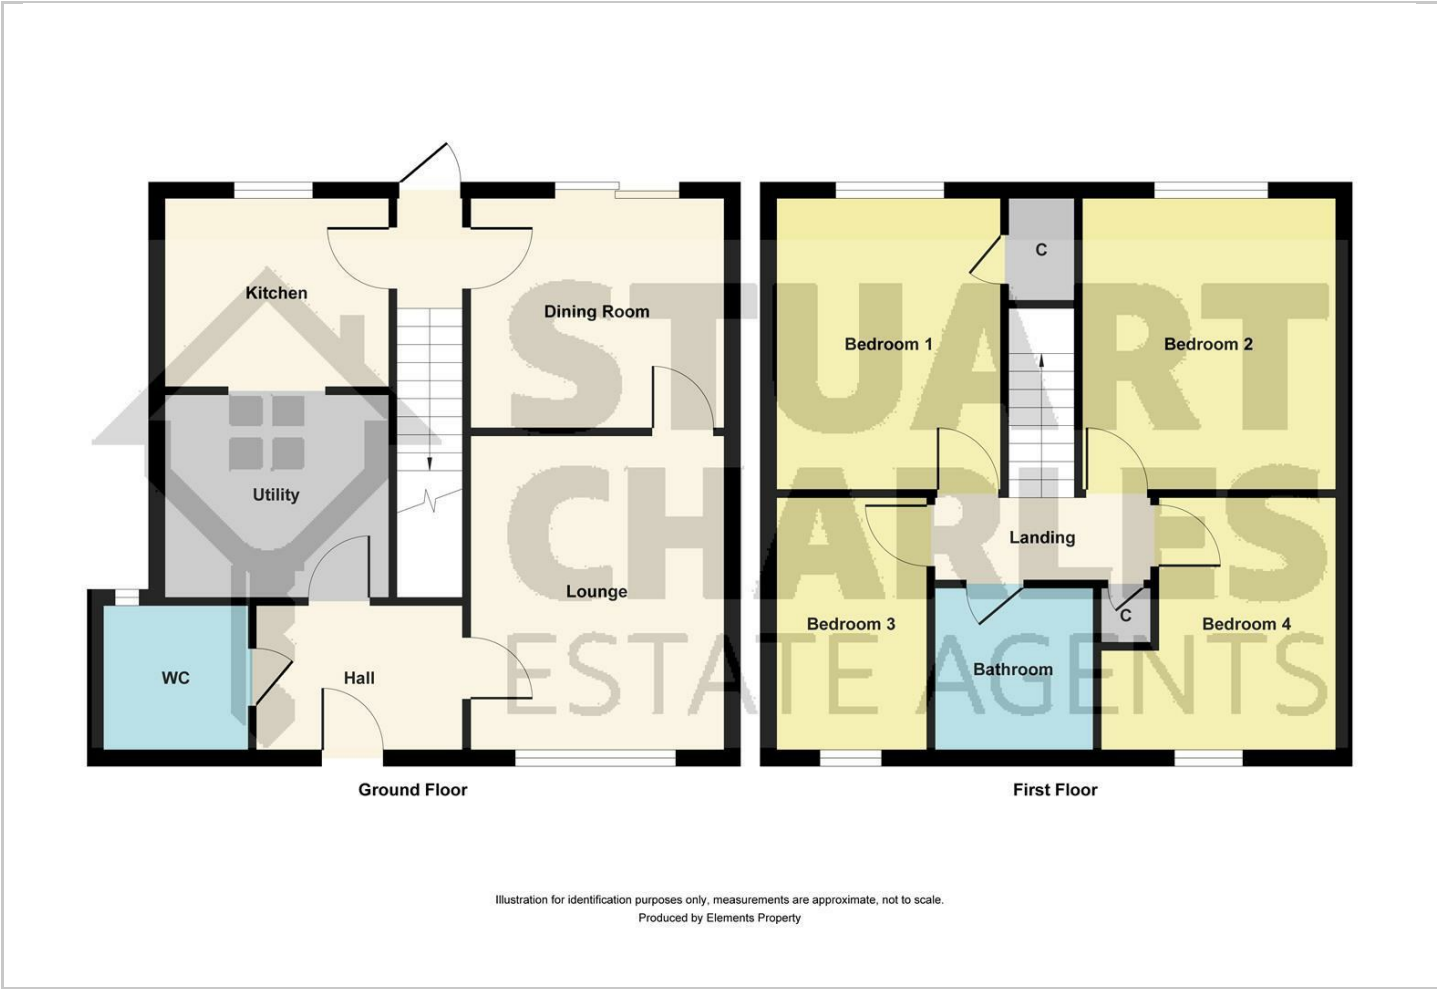 Kitchen
Dining Room
Utility
Lounge
WC
Hall
Ground Floor
C
Bedroom 1
Bedroom 2
Landing
C
Bedroom 3
Bedroom 4
Bathroom
First Floor
STUART
CHARLES
ESTATE AGENTS
Illustration for identification purposes only, measurements are approximate, not to scale.
Produced by Elements Property